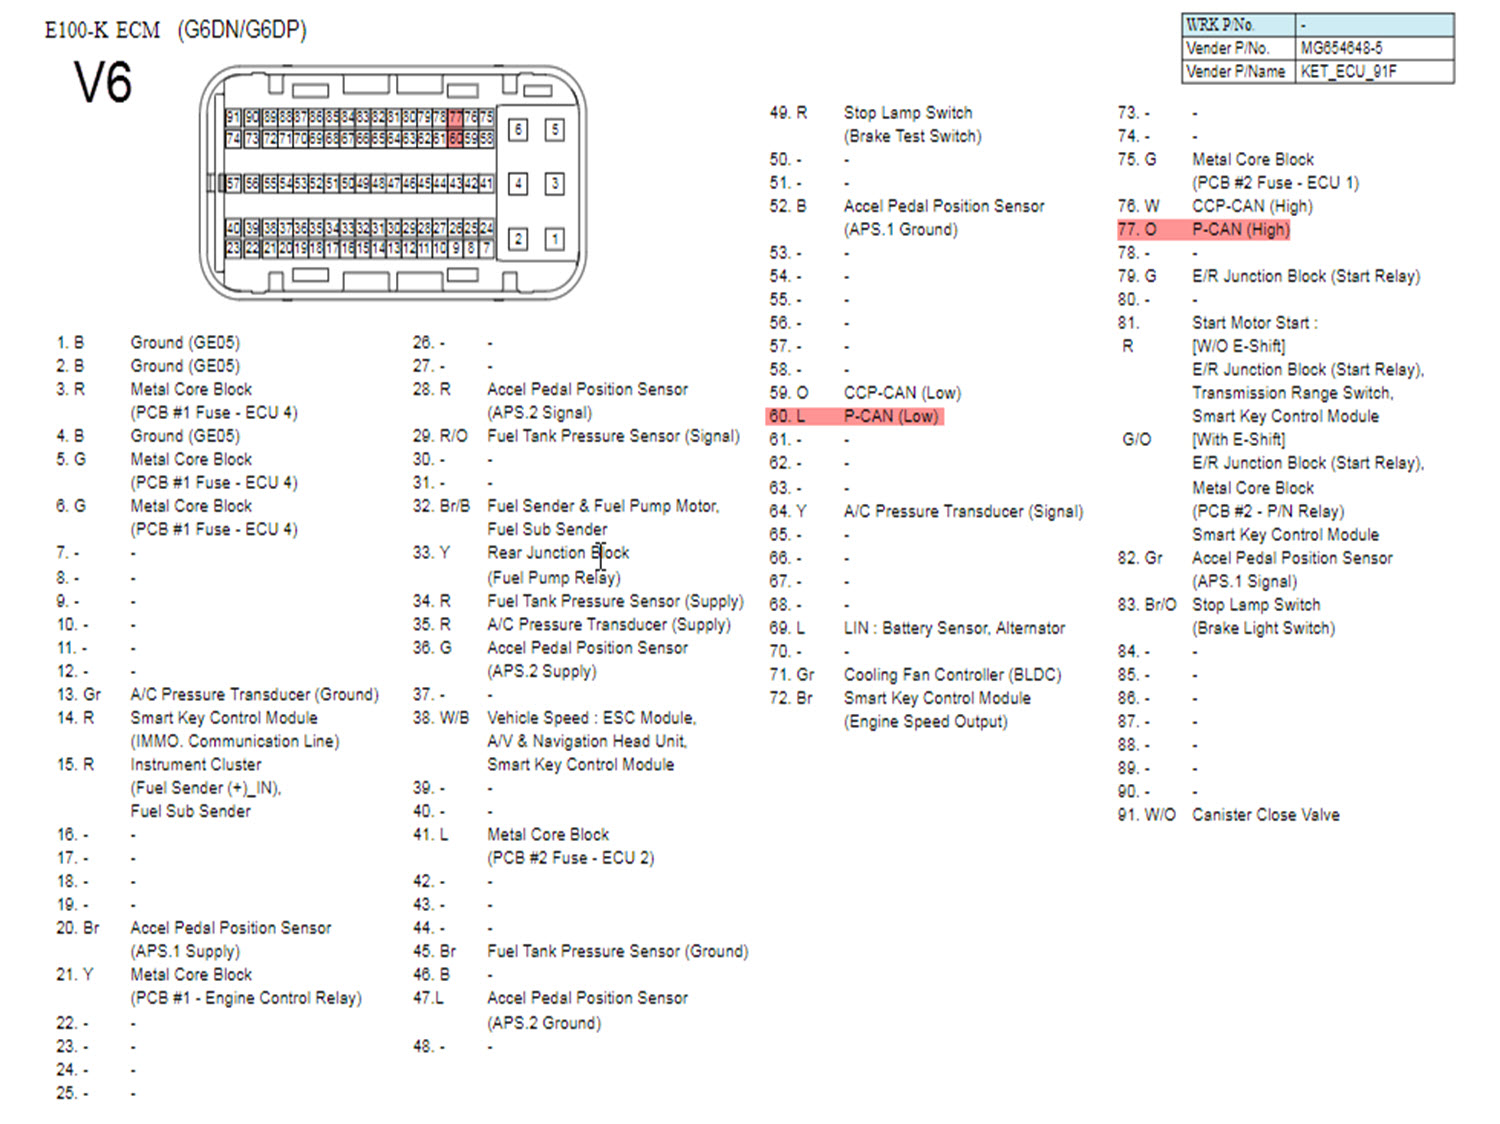 E100-K ECM (G6DN/G6DP)
V6
WRK P/No. -
Vender P/No. MG654648-5
Vender P/Name KET_ECU_91F
91 90 89 88 87 86 85 84 83 82 81 80 79 78 77 76 75
74 73 72 71 70 69 68 67 66 65 64 63 62 61 60 59 58
57 56 55 54 53 52 51 50 49 48 47 46 45 44 43 42 41
40 39 38 37 36 35 34 33 32 31 30 29 28 27 26 25 24
23 22 21 20 19 18 17 16 15 14 13 12 11 10 9 8 7
6 5
4 3
2 1
1. B Ground (GE05)
2. B Ground (GE05)
3. R Metal Core Block
(PCB #1 Fuse - ECU 4)
4. B Ground (GE05)
5. G Metal Core Block
(PCB #1 Fuse - ECU 4)
6. G Metal Core Block
(PCB #1 Fuse - ECU 4)
7. - -
8. - -
9. - -
10. - -
11. - -
12. - -
13. Gr A/C Pressure Transducer (Ground)
14. R Smart Key Control Module
(IMMO. Communication Line)
15. R Instrument Cluster
(Fuel Sender (+)_IN),
Fuel Sub Sender
16. - -
17. - -
18. - -
19. - -
20. Br Accel Pedal Position Sensor
(APS.1 Supply)
21. Y Metal Core Block
(PCB #1 - Engine Control Relay)
22. - -
23. - -
24. - -
25. - -
26. - -
27. - -
28. R Accel Pedal Position Sensor
(APS.2 Signal)
29. R/O Fuel Tank Pressure Sensor (Signal)
30. - -
31. - -
32. Br/B Fuel Sender & Fuel Pump Motor,
Fuel Sub Sender
33. Y Rear Junction Block
(Fuel Pump Relay)
34. R Fuel Tank Pressure Sensor (Supply)
35. R A/C Pressure Transducer (Supply)
36. G Accel Pedal Position Sensor
(APS.2 Supply)
37. - -
38. W/B Vehicle Speed : ESC Module,
A/V & Navigation Head Unit,
Smart Key Control Module
39. - -
40. - -
41. L Metal Core Block
(PCB #2 Fuse - ECU 2)
42. - -
43. - -
44. - -
45. Br Fuel Tank Pressure Sensor (Ground)
46. B -
47.L Accel Pedal Position Sensor
(APS.2 Ground)
48. - -
49. R Stop Lamp Switch
(Brake Test Switch)
50. - -
51. - -
52. B Accel Pedal Position Sensor
(APS.1 Ground)
53. - -
54. - -
55. - -
56. - -
57. - -
58. - -
59. O CCP-CAN (Low)
60. L P-CAN (Low)
61. - -
62. - -
63. - -
64. Y A/C Pressure Transducer (Signal)
65. - -
66. - -
67. - -
68. - -
69. L LIN : Battery Sensor, Alternator
70. - -
71. Gr Cooling Fan Controller (BLDC)
72. Br Smart Key Control Module
(Engine Speed Output)
73. - -
74. - -
75. G Metal Core Block
(PCB #2 Fuse - ECU 1)
76. W CCP-CAN (High)
77. O P-CAN (High)
78. - -
79. G E/R Junction Block (Start Relay)
80. - -
81. Start Motor Start :
R [W/O E-Shift]
E/R Junction Block (Start Relay),
Transmission Range Switch,
Smart Key Control Module
G/O [With E-Shift]
E/R Junction Block (Start Relay),
Metal Core Block
(PCB #2 - P/N Relay)
Smart Key Control Module
82. Gr Accel Pedal Position Sensor
(APS.1 Signal)
83. Br/O Stop Lamp Switch
(Brake Light Switch)
84. - -
85. - -
86. - -
87. - -
88. - -
89. - -
90. - -
91. W/O Canister Close Valve